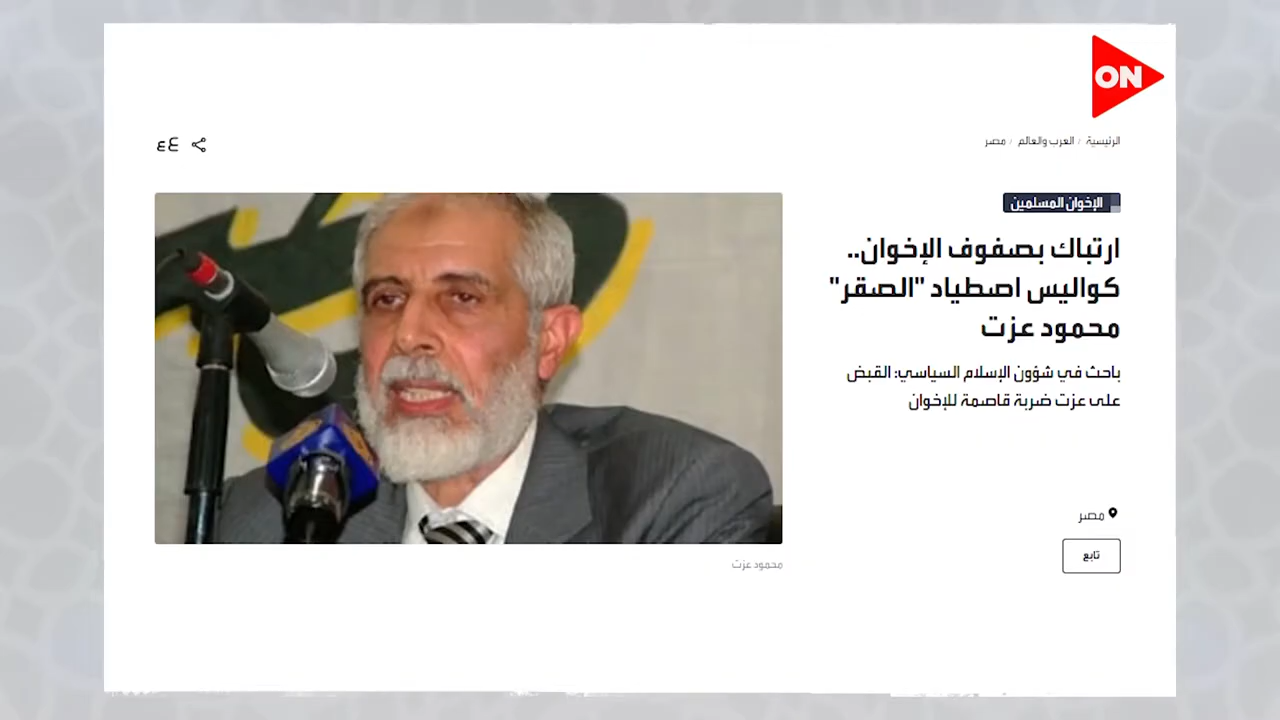 ON
الرئيسية / العرب والعالم / مصر
ع ع
الإخوان المسلمين
ارتباك بصفوف الإخوان..
كواليس اصطياد "الصقر"
محمود عزت
باحث في شؤون الإسلام السياسي: القبض
على عزت ضربة قاصمة للإخوان
مصر
تابع
محمود عزت